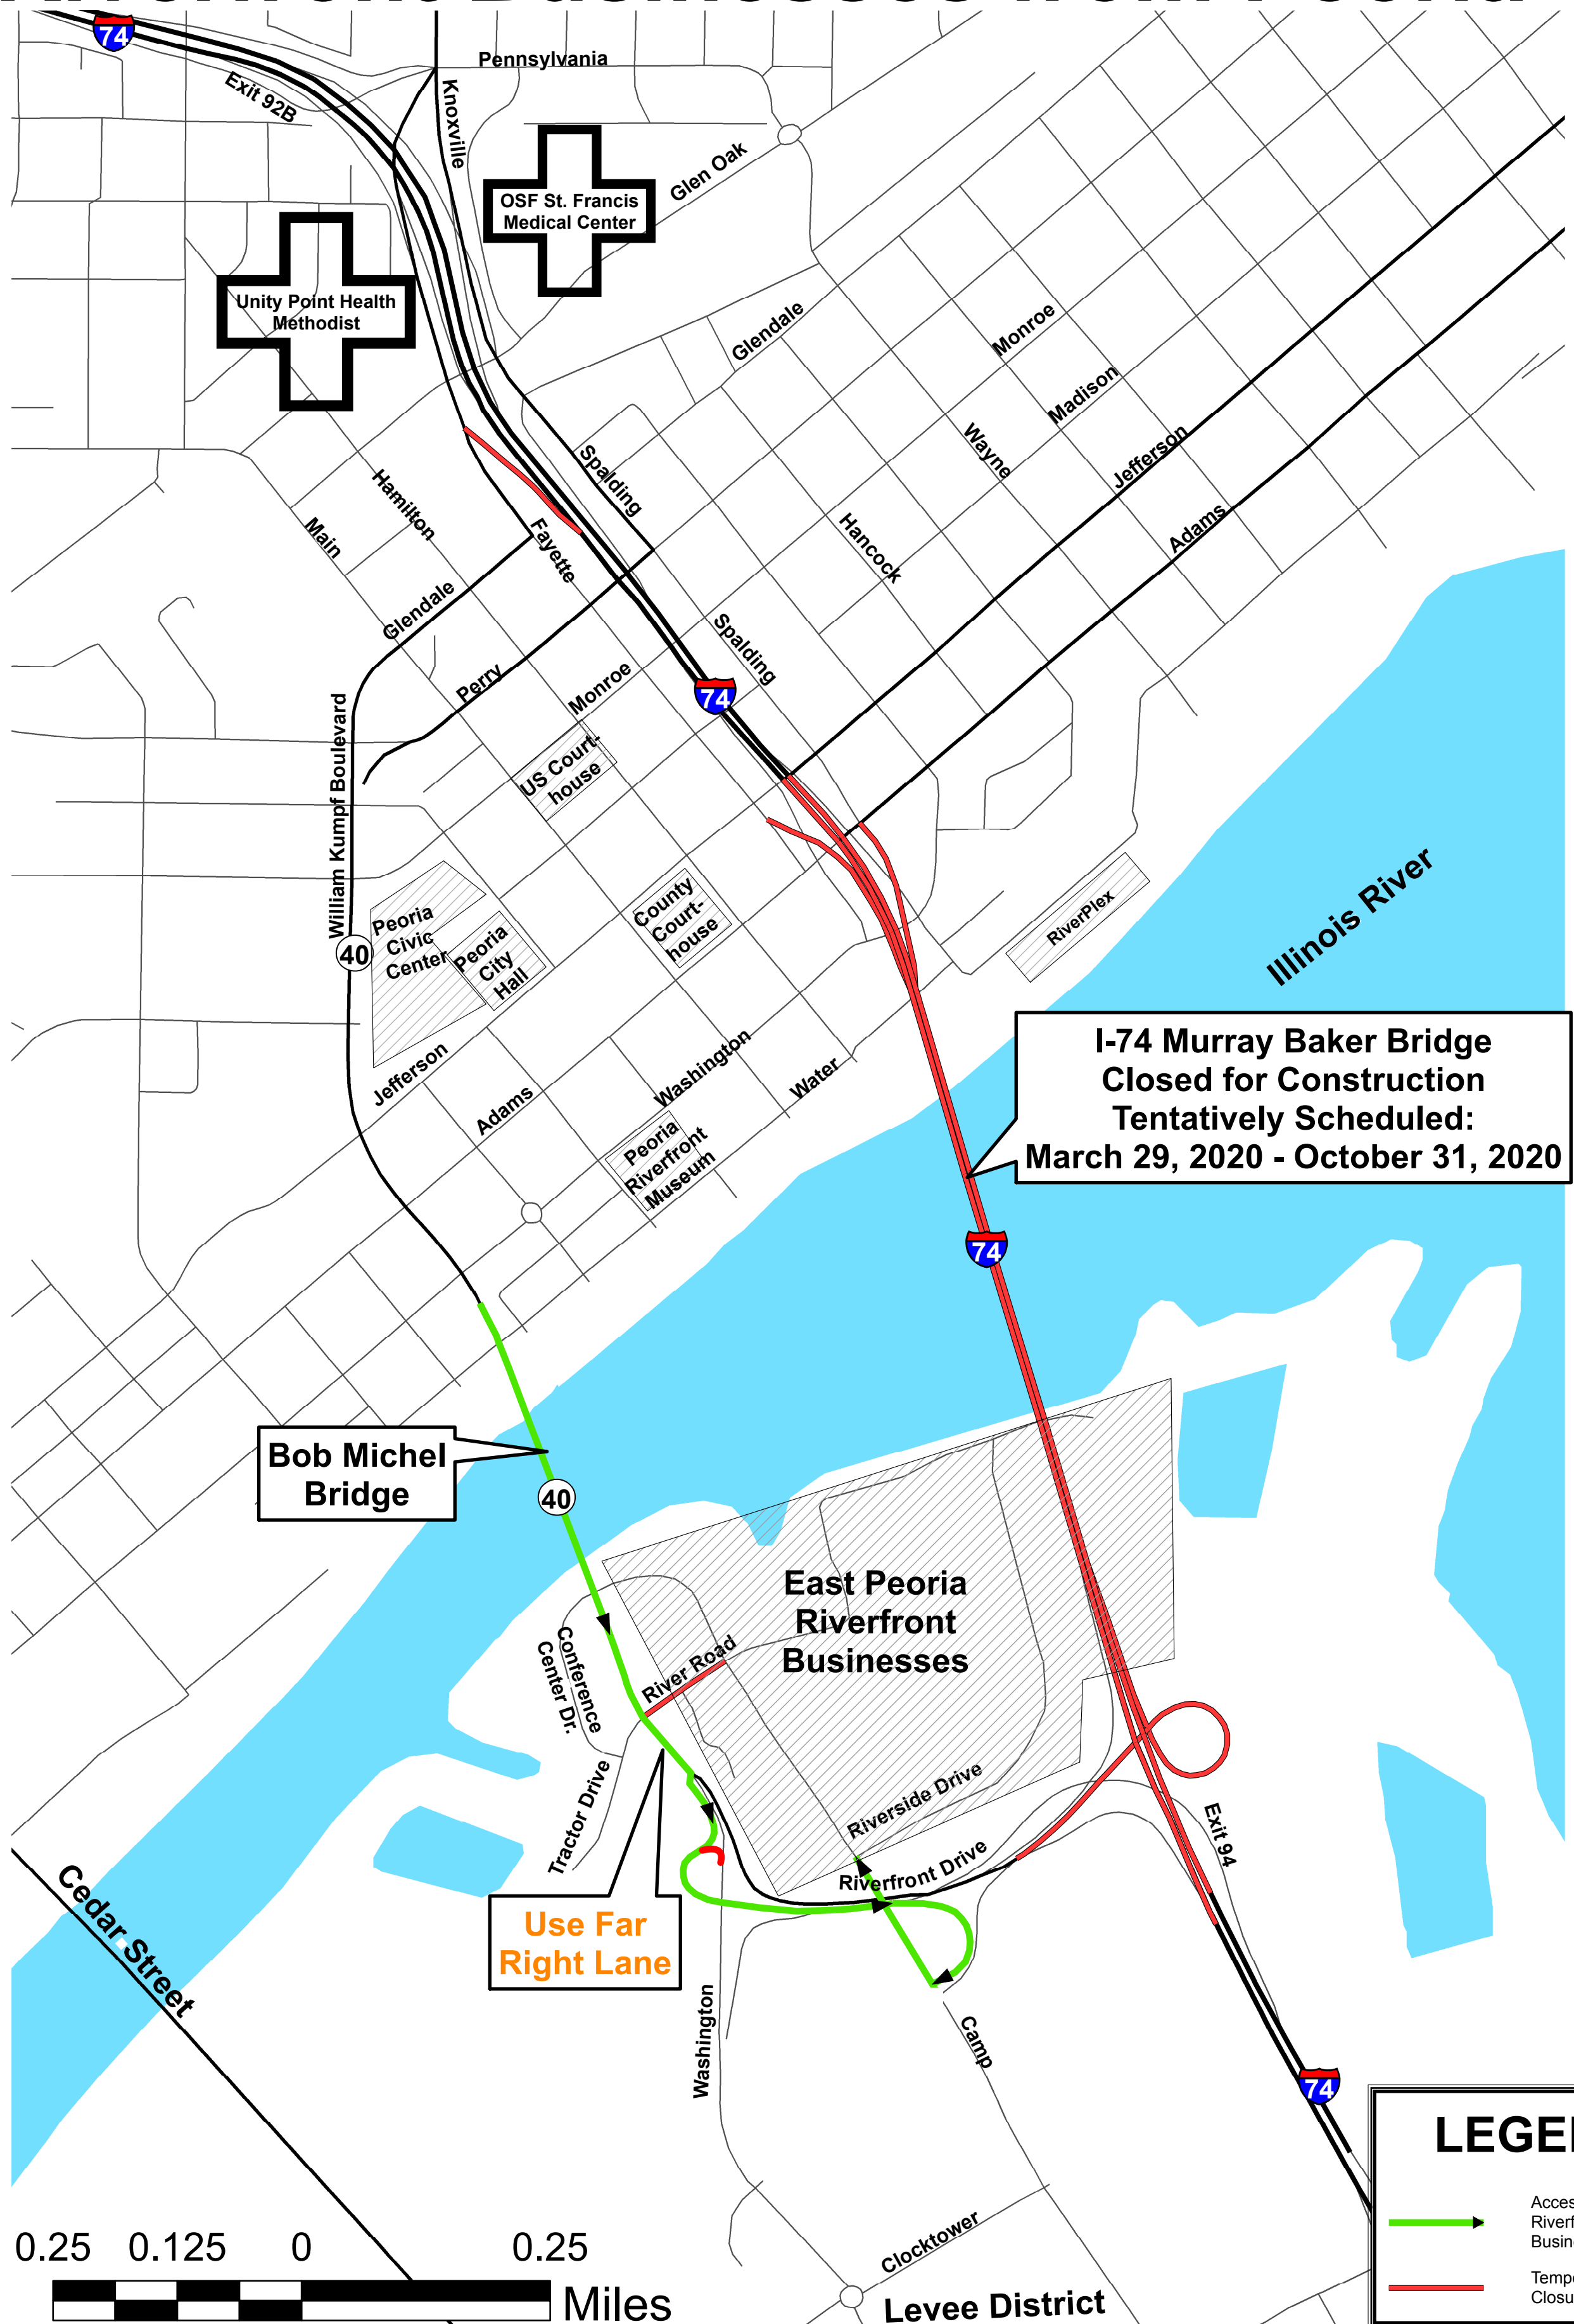 Businesses from Peoria
74
Exit 92B
Pennsylvania
Knoxville
Glen Oak
OSF St. Francis
Medical Center
Unity Point Health
Methodist
Glendale
Monroe
Madison
Wayne
Jefferson
Spalding
Hamilton
Main
Fayette
Hancock
Adams
Glendale
Spalding
Perry
Monroe
74
William Kumpf Boulevard
US Court-
house
County
Court-
house
Peoria
Civic
Center
Peoria
City
Hall
40
RiverPlex
Illinois River
Jefferson
Adams
Washington
Water
Peoria
Riverfront
Museum
I-74 Murray Baker Bridge
Closed for Construction
Tentatively Scheduled:
March 29, 2020 - October 31, 2020
74
Bob Michel
Bridge
40
East Peoria
Riverfront
Businesses
Conference
Center Dr.
River Road
Tractor Drive
Riverside Drive
Riverfront Drive
Exit 94
Use Far
Right Lane
Cedar Street
Washington
Camp
74
Clocktower
Levee District
0.25 0.125 0 0.25
Miles